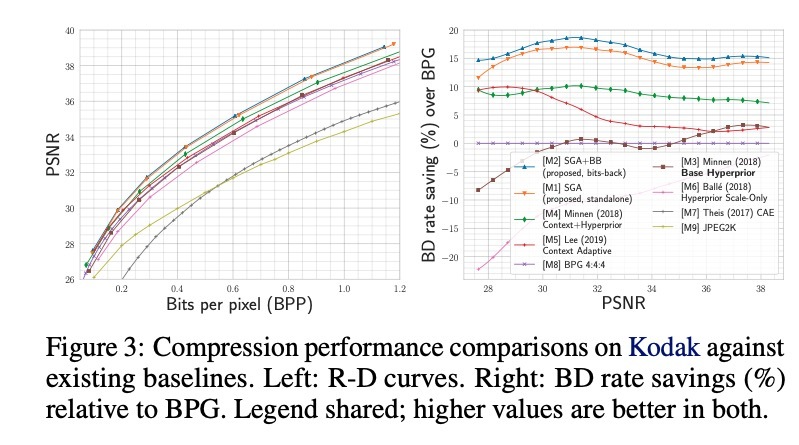 40
38
36
34
32
30
28
26
PSNR
0.2 0.4 0.6 0.8 1.0 1.2
Bits per pixel (BPP)
20
15
10
5
0
−5
−10
−15
−20
BD rate saving (%) over BPG
[M2] SGA+BB
(proposed, bits-back)
[M1] SGA
(proposed, standalone)
[M4] Minnen (2018)
Context+Hyperprior
[M5] Lee (2019)
Context Adaptive
[M8] BPG 4:4:4
[M3] Minnen (2018)
Base Hyperprior
[M6] Ballé (2018)
Hyperprior Scale-Only
[M7] Theis (2017) CAE
[M9] JPEG2K
28 30 32 34 36 38
PSNR
Figure 3: Compression performance comparisons on Kodak against
existing baselines. Left: R-D curves. Right: BD rate savings (%)
relative to BPG. Legend shared; higher values are better in both.